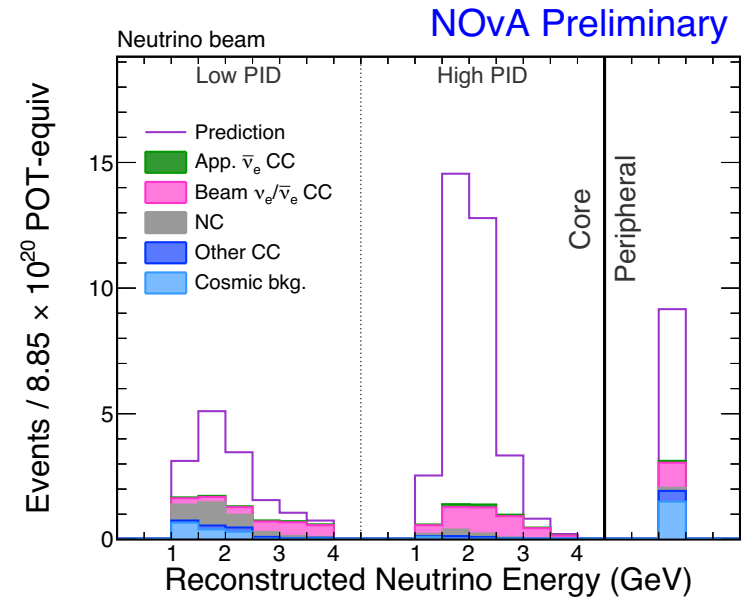 NOvA Preliminary
Neutrino beam
Low PID
High PID
Prediction
App. ν̅ₑ CC
Beam νₑ/ν̅ₑ CC
NC
Other CC
Cosmic bkg.
Core
Peripheral
15
10
5
0
1 2 3 4 1 2 3 4
Events / 8.85 × 10²⁰ POT-equiv
Reconstructed Neutrino Energy (GeV)